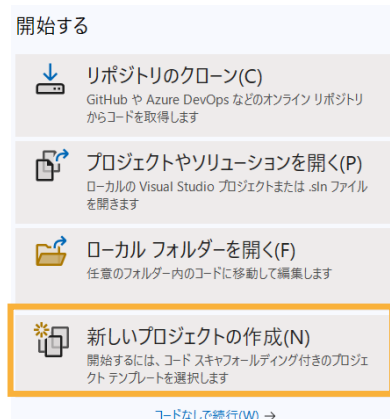 開始する
リポジトリのクローン(C)
GitHub や Azure DevOps などのオンライン リポジトリ
からコードを取得します
プロジェクトやソリューションを開く(P)
ローカルの Visual Studio プロジェクトまたは .sln ファイル
を開きます
ローカル フォルダーを開く(F)
任意のフォルダー内のコードに移動して編集します
新しいプロジェクトの作成(N)
開始するには、コード スキャフォールディング付きのプロジェ
クト テンプレートを選択します
コードなしで続行(W) →